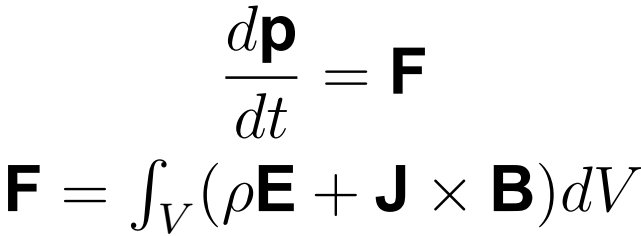 d𝐩/dt = 𝐅
𝐅 = ∫_V (ρ𝐄 + 𝐉 × 𝐁)dV